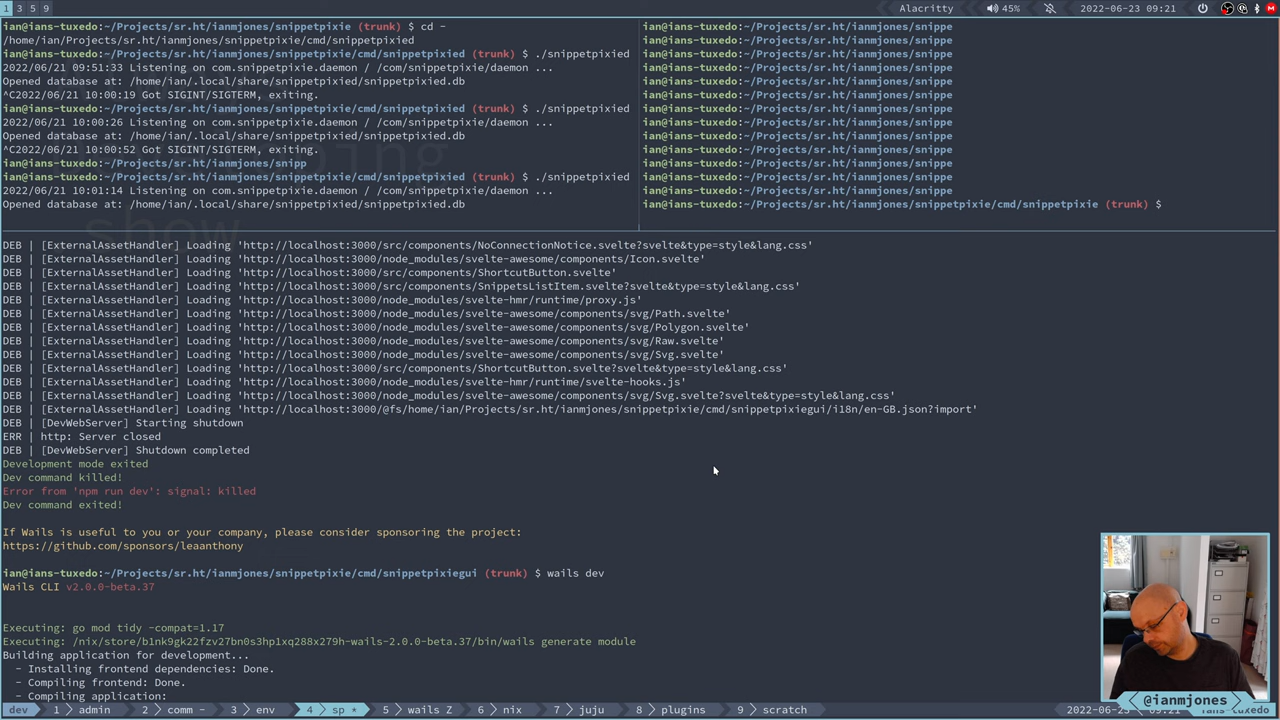 1 3 5 9
Alacritty 45% 2022-06-23 09:21
ian@ians-tuxedo:~/Projects/sr.ht/ianmjones/snippetpixie (trunk) $ cd -
/home/ian/Projects/sr.ht/ianmjones/snippetpixie/cmd/snippetpixied
ian@ians-tuxedo:~/Projects/sr.ht/ianmjones/snippetpixie/cmd/snippetpixied (trunk) $ ./snippetpixied
2022/06/21 09:51:33 Listening on com.snippetpixie.daemon / /com/snippetpixie/daemon ...
Opened database at: /home/ian/.local/share/snippetpixied/snippetpixied.db
^C2022/06/21 10:00:19 Got SIGINT/SIGTERM, exiting.
ian@ians-tuxedo:~/Projects/sr.ht/ianmjones/snippetpixie/cmd/snippetpixied (trunk) $ ./snippetpixied
2022/06/21 10:00:26 Listening on com.snippetpixie.daemon / /com/snippetpixie/daemon ...
Opened database at: /home/ian/.local/share/snippetpixied/snippetpixied.db
^C2022/06/21 10:00:52 Got SIGINT/SIGTERM, exiting.
ian@ians-tuxedo:~/Projects/sr.ht/ianmjones/snipp
ian@ians-tuxedo:~/Projects/sr.ht/ianmjones/snippetpixie/cmd/snippetpixied (trunk) $ ./snippetpixied
2022/06/21 10:01:14 Listening on com.snippetpixie.daemon / /com/snippetpixie/daemon ...
Opened database at: /home/ian/.local/share/snippetpixied/snippetpixied.db
show
ian@ians-tuxedo:~/Projects/sr.ht/ianmjones/snippe
ian@ians-tuxedo:~/Projects/sr.ht/ianmjones/snippe
ian@ians-tuxedo:~/Projects/sr.ht/ianmjones/snippe
ian@ians-tuxedo:~/Projects/sr.ht/ianmjones/snippe
ian@ians-tuxedo:~/Projects/sr.ht/ianmjones/snippe
ian@ians-tuxedo:~/Projects/sr.ht/ianmjones/snippe
ian@ians-tuxedo:~/Projects/sr.ht/ianmjones/snippe
ian@ians-tuxedo:~/Projects/sr.ht/ianmjones/snippe
ian@ians-tuxedo:~/Projects/sr.ht/ianmjones/snippe
ian@ians-tuxedo:~/Projects/sr.ht/ianmjones/snippe
ian@ians-tuxedo:~/Projects/sr.ht/ianmjones/snippe
ian@ians-tuxedo:~/Projects/sr.ht/ianmjones/snippe
ian@ians-tuxedo:~/Projects/sr.ht/ianmjones/snippe
ian@ians-tuxedo:~/Projects/sr.ht/ianmjones/snippetpixie/cmd/snippetpixie (trunk) $
DEB | [ExternalAssetHandler] Loading 'http://localhost:3000/src/components/NoConnectionNotice.svelte?svelte&type=style&lang.css'
DEB | [ExternalAssetHandler] Loading 'http://localhost:3000/node_modules/svelte-awesome/components/Icon.svelte'
DEB | [ExternalAssetHandler] Loading 'http://localhost:3000/src/components/ShortcutButton.svelte'
DEB | [ExternalAssetHandler] Loading 'http://localhost:3000/src/components/SnippetsListItem.svelte?svelte&type=style&lang.css'
DEB | [ExternalAssetHandler] Loading 'http://localhost:3000/node_modules/svelte-hmr/runtime/proxy.js'
DEB | [ExternalAssetHandler] Loading 'http://localhost:3000/node_modules/svelte-awesome/components/svg/Path.svelte'
DEB | [ExternalAssetHandler] Loading 'http://localhost:3000/node_modules/svelte-awesome/components/svg/Polygon.svelte'
DEB | [ExternalAssetHandler] Loading 'http://localhost:3000/node_modules/svelte-awesome/components/svg/Raw.svelte'
DEB | [ExternalAssetHandler] Loading 'http://localhost:3000/node_modules/svelte-awesome/components/svg/Svg.svelte'
DEB | [ExternalAssetHandler] Loading 'http://localhost:3000/src/components/ShortcutButton.svelte?svelte&type=style&lang.css'
DEB | [ExternalAssetHandler] Loading 'http://localhost:3000/node_modules/svelte-hmr/runtime/svelte-hooks.js'
DEB | [ExternalAssetHandler] Loading 'http://localhost:3000/node_modules/svelte-awesome/components/svg/Svg.svelte?svelte&type=style&lang.css'
DEB | [ExternalAssetHandler] Loading 'http://localhost:3000/@fs/home/ian/Projects/sr.ht/ianmjones/snippetpixie/cmd/snippetpixiegui/i18n/en-GB.json?import'
DEB | [DevWebServer] Starting shutdown
ERR | http: Server closed
DEB | [DevWebServer] Shutdown completed
Development mode exited
Dev command killed!
Error from 'npm run dev': signal: killed
Dev command exited!
If Wails is useful to you or your company, please consider sponsoring the project:
https://github.com/sponsors/leaanthony
ian@ians-tuxedo:~/Projects/sr.ht/ianmjones/snippetpixie/cmd/snippetpixiegui (trunk) $ wails dev
Wails CLI v2.0.0-beta.37
Executing: go mod tidy -compat=1.17
Executing: /nix/store/b1nk9gk22fzv27bn0s3hp1xq288x279h-wails-2.0.0-beta.37/bin/wails generate module
Building application for development...
- Installing frontend dependencies: Done.
- Compiling frontend: Done.
- Compiling application:
@ianmjones
dev 1 admin 2 comm - 3 env 4 sp * 5 wails Z 6 nix 7 juju 8 plugins 9 scratch 2022-06-23 09:21